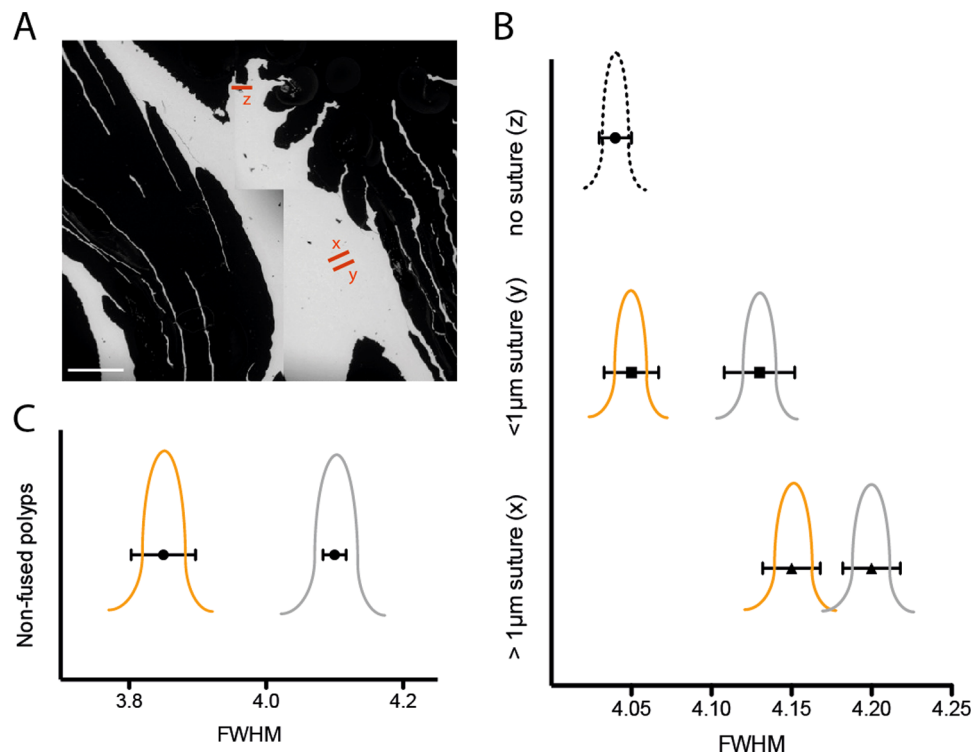 A
z
x
y
B
no suture (z)
<1µm suture (y)
> 1µm suture (x)
4.05
4.10
4.15
4.20
4.25
FWHM
C
Non-fused polyps
3.8
4.0
4.2
FWHM